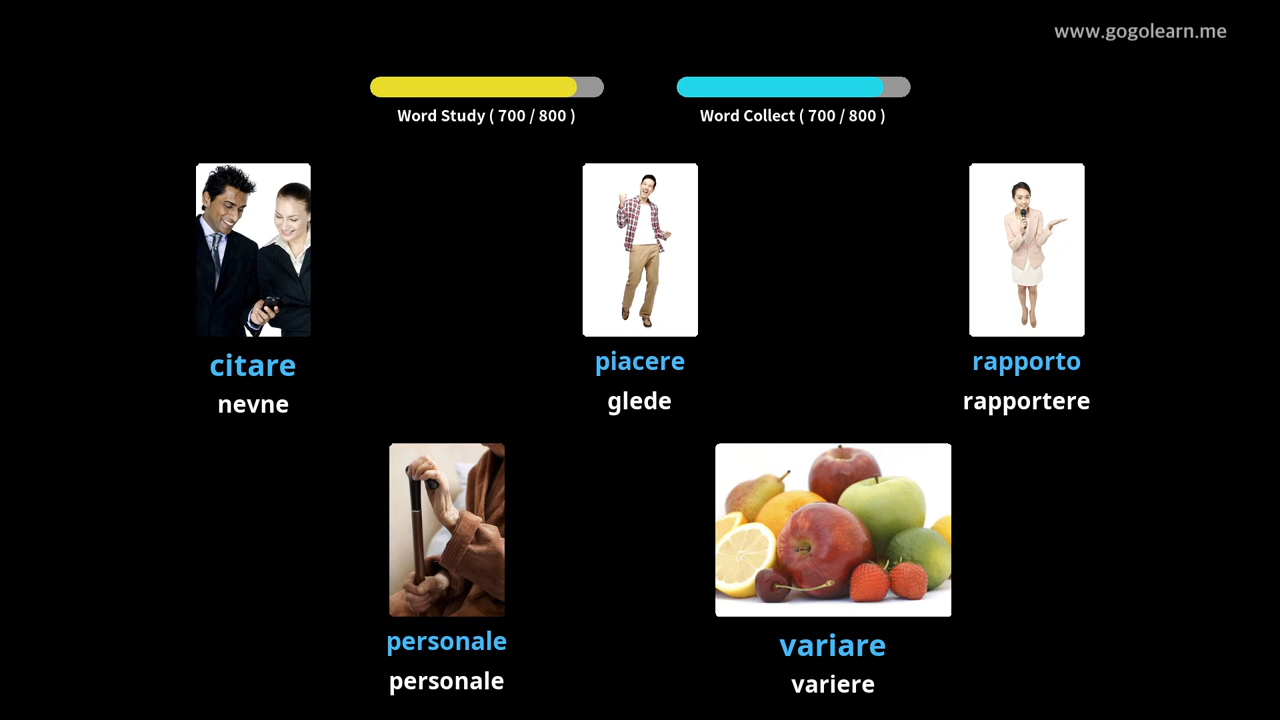 www.gogolearn.me
Word Study ( 700 / 800 )
Word Collect ( 700 / 800 )
citare
nevne
piacere
glede
rapporto
rapportere
personale
personale
variare
variere